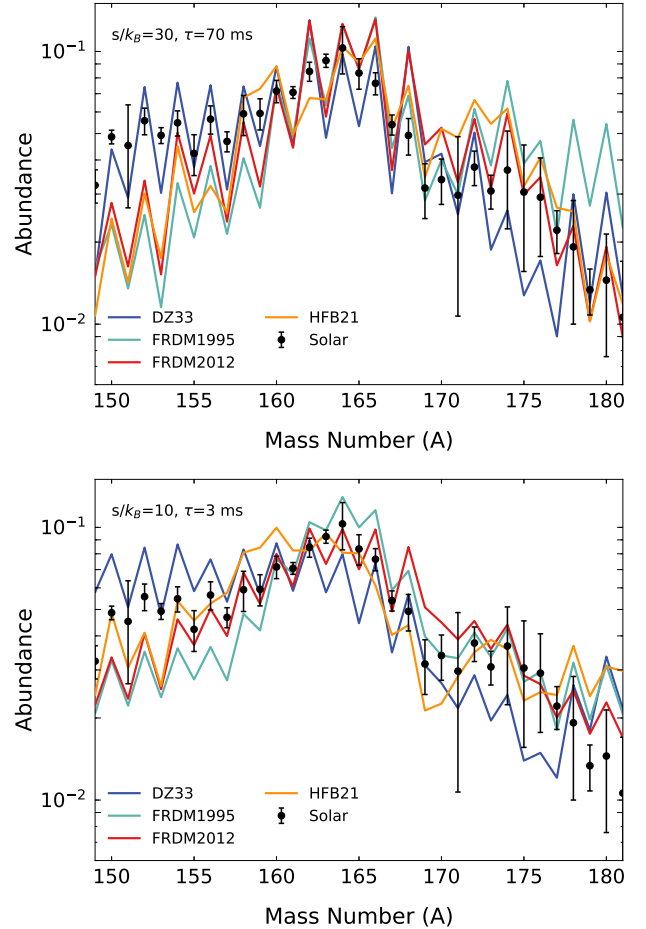 s/k_B=30, τ=70 ms
10⁻¹
10⁻²
Abundance
DZ33
FRDM1995
FRDM2012
HFB21
Solar
150 155 160 165 170 175 180
Mass Number (A)
s/k_B=10, τ=3 ms
10⁻¹
10⁻²
Abundance
DZ33
FRDM1995
FRDM2012
HFB21
Solar
150 155 160 165 170 175 180
Mass Number (A)